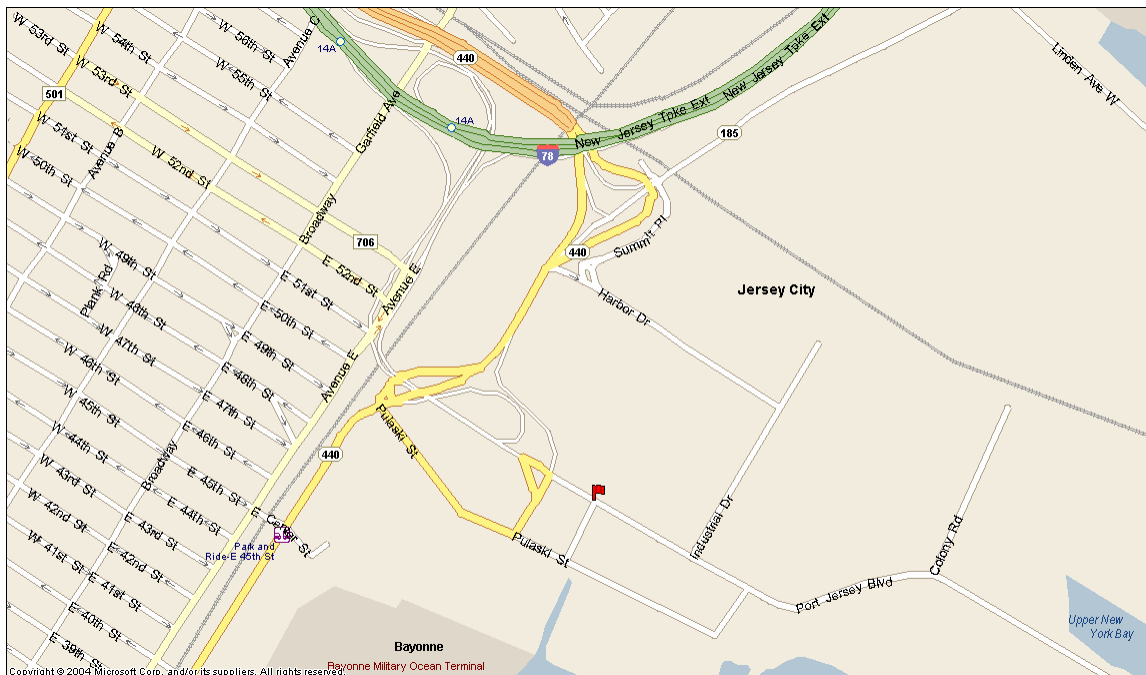 W 53rd St
W 54th St
W 56th St
W 55th St
Avenue C
14A
440
New Jersey Tpke Ext
New Jersey Tpke Ext
Linden Ave W
501
W 53rd St
Garfield Ave
14A
185
W 51st St
Avenue B
W 52nd St
78
W 50th St
Broadway
706
440
Summit Pl
W 49th St
E 52nd St
Avenue E
Plank Rd
E 51st St
Harbor Dr
Jersey City
W 48th St
E 50th St
W 47th St
E 49th St
W 46th St
E 48th St
Avenue E
W 45th St
E 47th St
Pulaski St
W 44th St
E 46th St
440
Broadway
W 43rd St
E 45th St
W 42nd St
E 44th St
E Center St
Industrial Dr
Colony Rd
W 41st St
E 43rd St
Park and
Ride-E 45th St
Pulaski St
E 42nd St
E 41st St
Port Jersey Blvd
E 40th St
Upper New
York Bay
E 39th St
Bayonne
Bayonne Military Ocean Terminal
Copyright © 2004 Microsoft Corp. and/or its suppliers. All rights reserved.